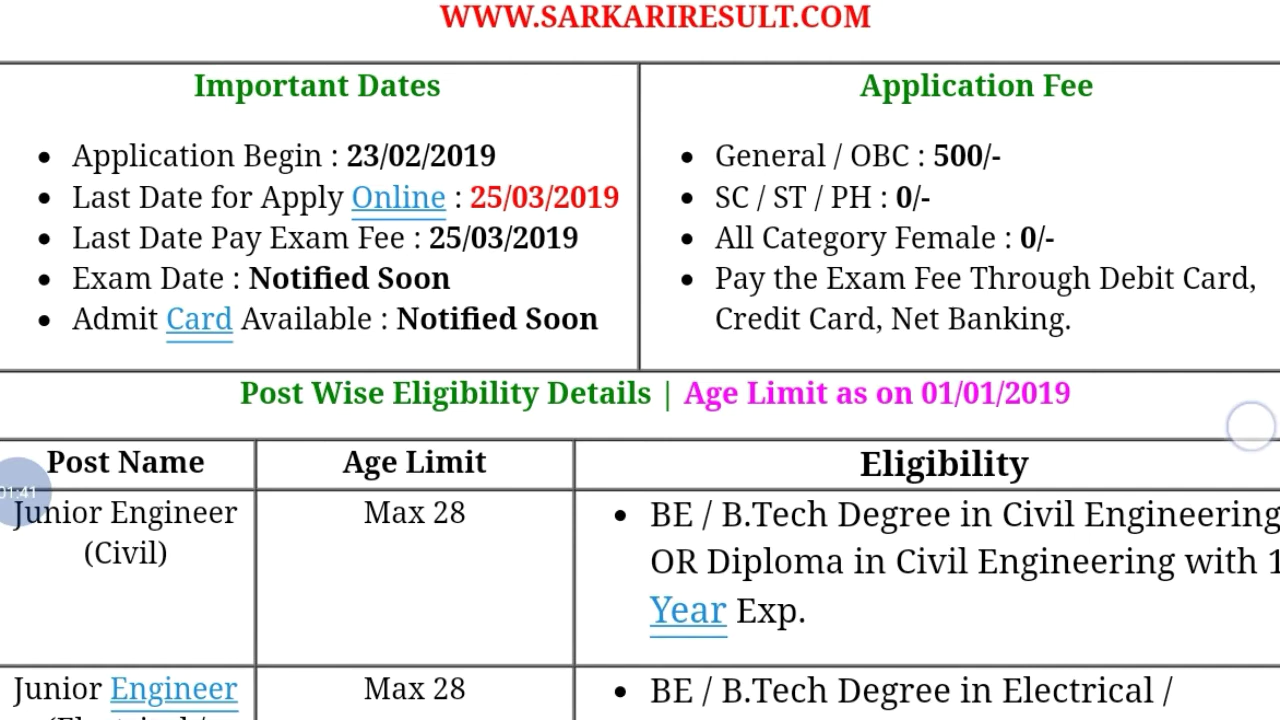 WWW.SARKARIRESULT.COM
Important Dates
Application Begin : 23/02/2019
Last Date for Apply Online : 25/03/2019
Last Date Pay Exam Fee : 25/03/2019
Exam Date : Notified Soon
Admit Card Available : Notified Soon
Application Fee
General / OBC : 500/-
SC / ST / PH : 0/-
All Category Female : 0/-
Pay the Exam Fee Through Debit Card,
Credit Card, Net Banking.
Post Wise Eligibility Details | Age Limit as on 01/01/2019
Post Name
Age Limit
Eligibility
01:41
Junior Engineer
(Civil)
Max 28
BE / B.Tech Degree in Civil Engineering
OR Diploma in Civil Engineering with 1
Year Exp.
Junior Engineer
(Electrical /
Max 28
BE / B.Tech Degree in Electrical /